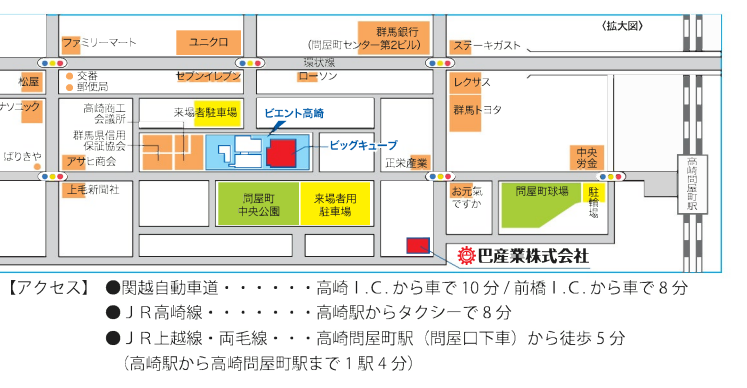 〈拡大図〉
ファミリーマート
ユニクロ
群馬銀行
(問屋町センター第2ビル)
ステーキガスト
環状線
松屋
交番
郵便局
セブンイレブン
ローソン
レクサス
ナソニック
高崎商工
会議所
来場者駐車場
ビエント高崎
群馬トヨタ
群馬県信用
保証協会
ビッグキューブ
ばりきや
アサヒ商会
正栄産業
中央
労金
高崎問屋町駅
上毛新聞社
問屋町
中央公園
来場者用
駐車場
お元氣
ですか
問屋町球場
駐輪場
巴産業株式会社
【アクセス】 ●関越自動車道・・・・・・高崎I.C.から車で10分/前橋I.C.から車で8分
●JR高崎線・・・・・・・高崎駅からタクシーで8分
●JR上越線・両毛線・・・高崎問屋町駅(問屋口下車)から徒歩5分
(高崎駅から高崎問屋町駅まで1駅4分)